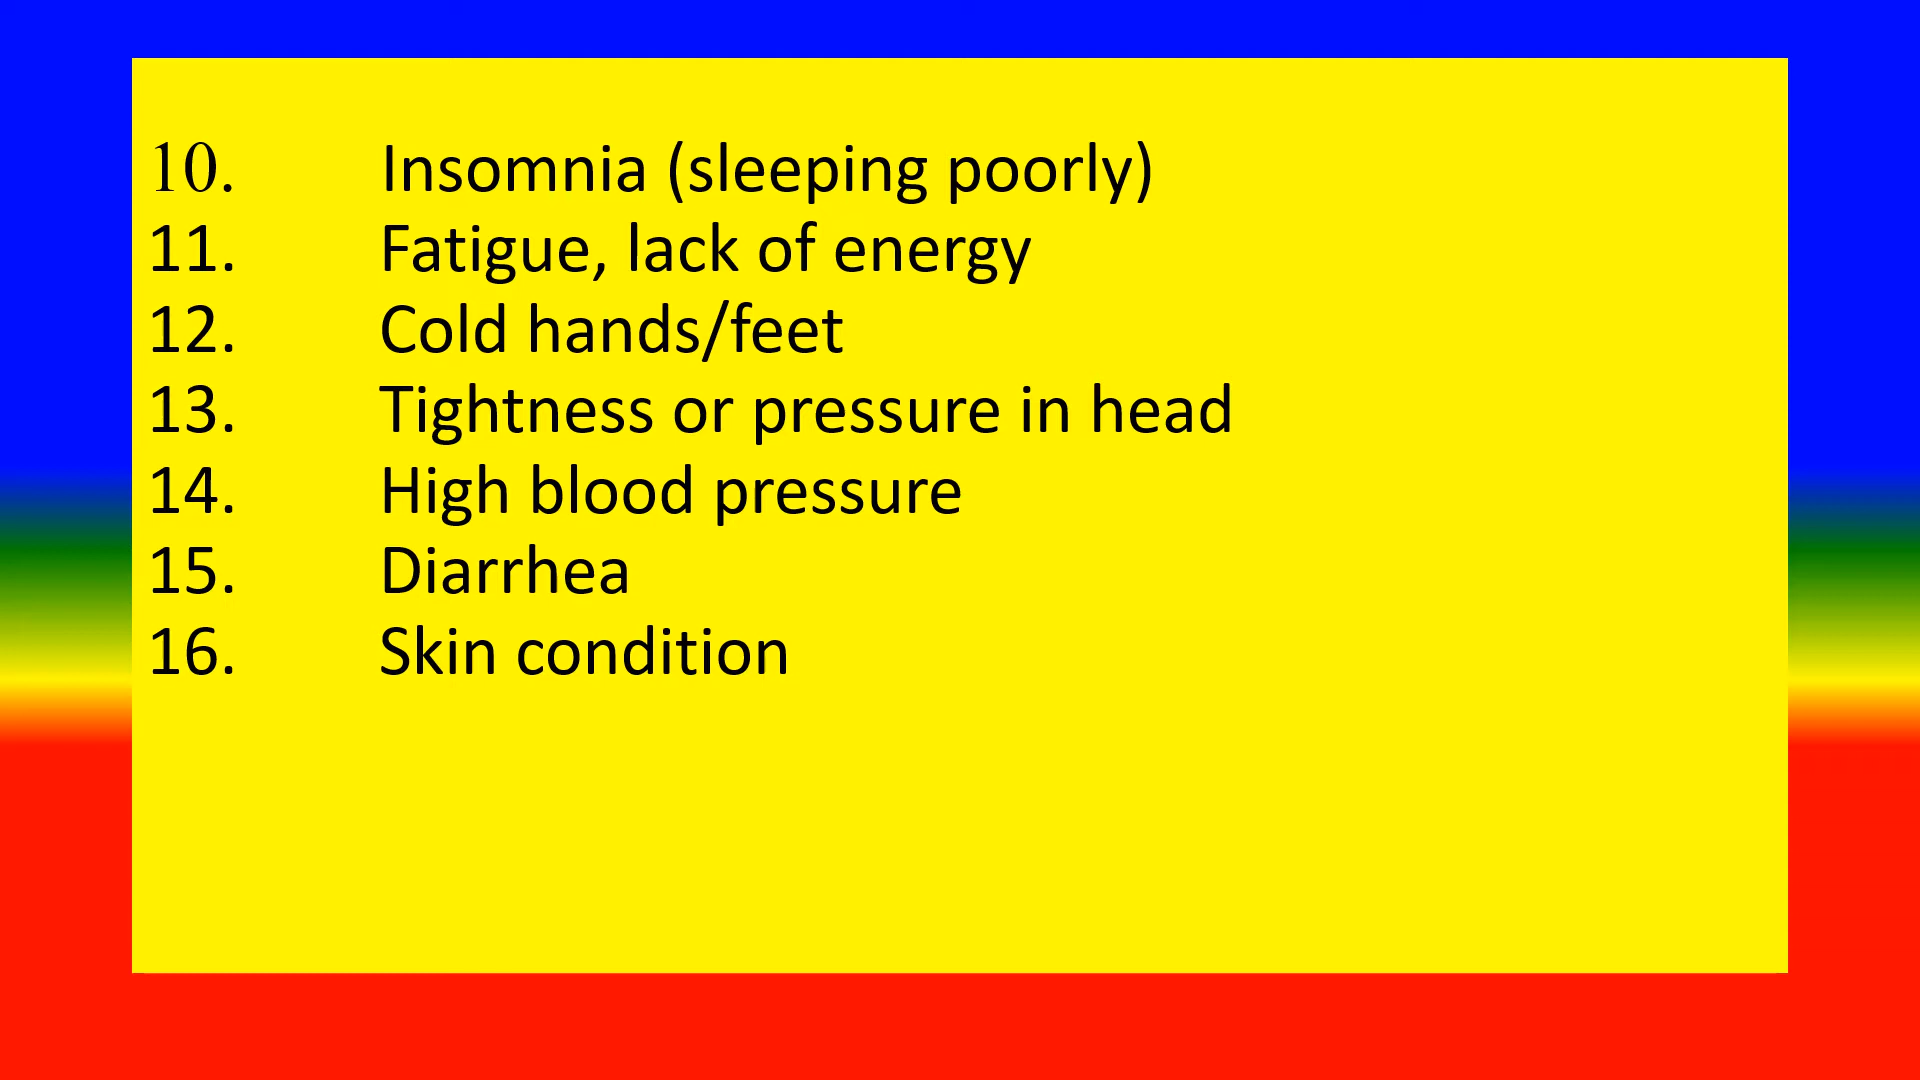 10. Insomnia (sleeping poorly)
11. Fatigue, lack of energy
12. Cold hands/feet
13. Tightness or pressure in head
14. High blood pressure
15. Diarrhea
16. Skin condition